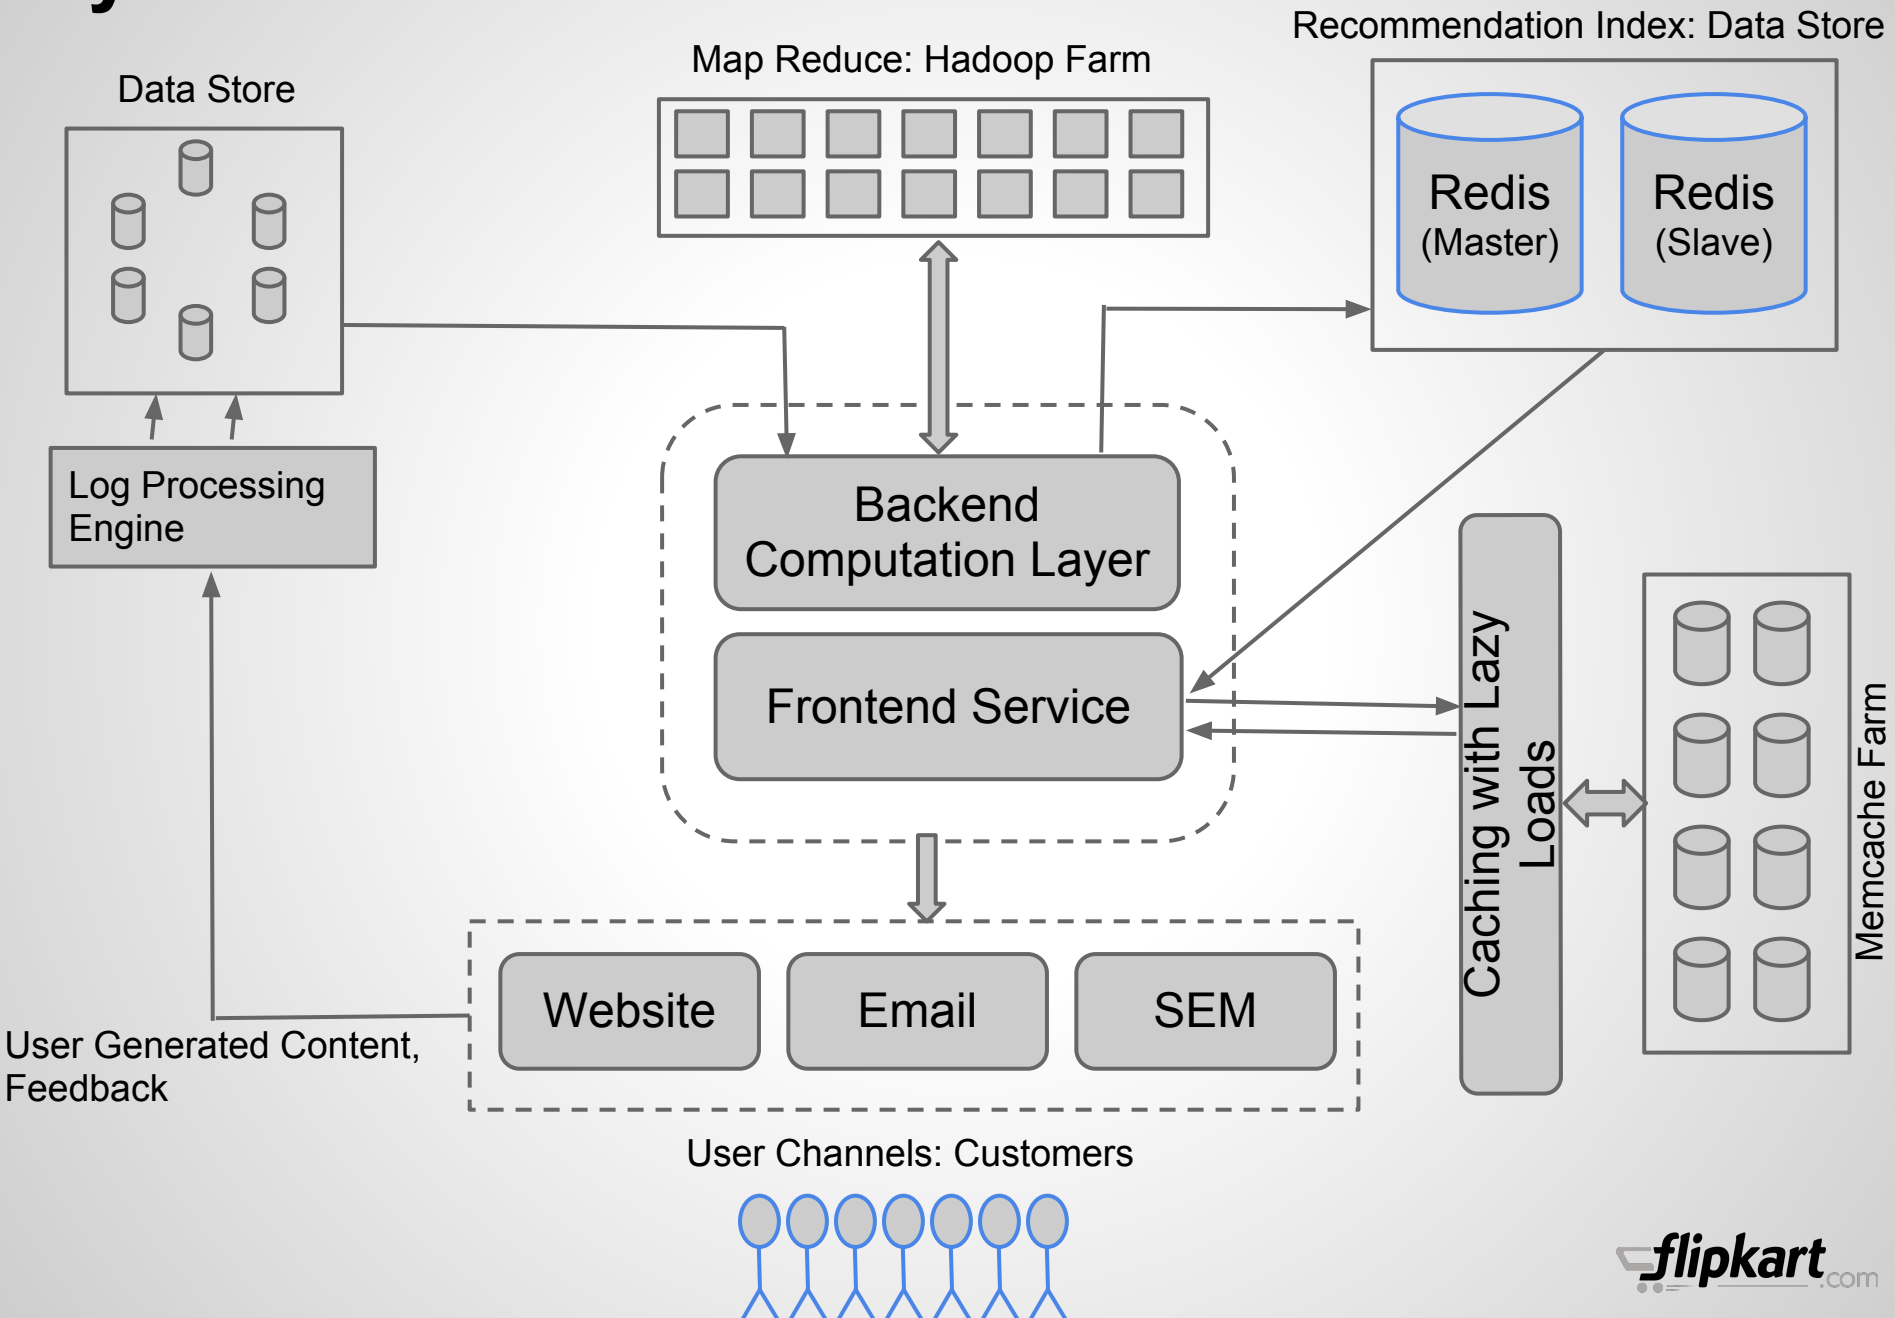 Recommendation Index: Data Store
Map Reduce: Hadoop Farm
Data Store
Redis
(Master)
Redis
(Slave)
Log Processing
Engine
Backend
Computation Layer
Frontend Service
Caching with Lazy
Loads
Memcache Farm
Website
Email
SEM
User Generated Content,
Feedback
User Channels: Customers
flipkart.com